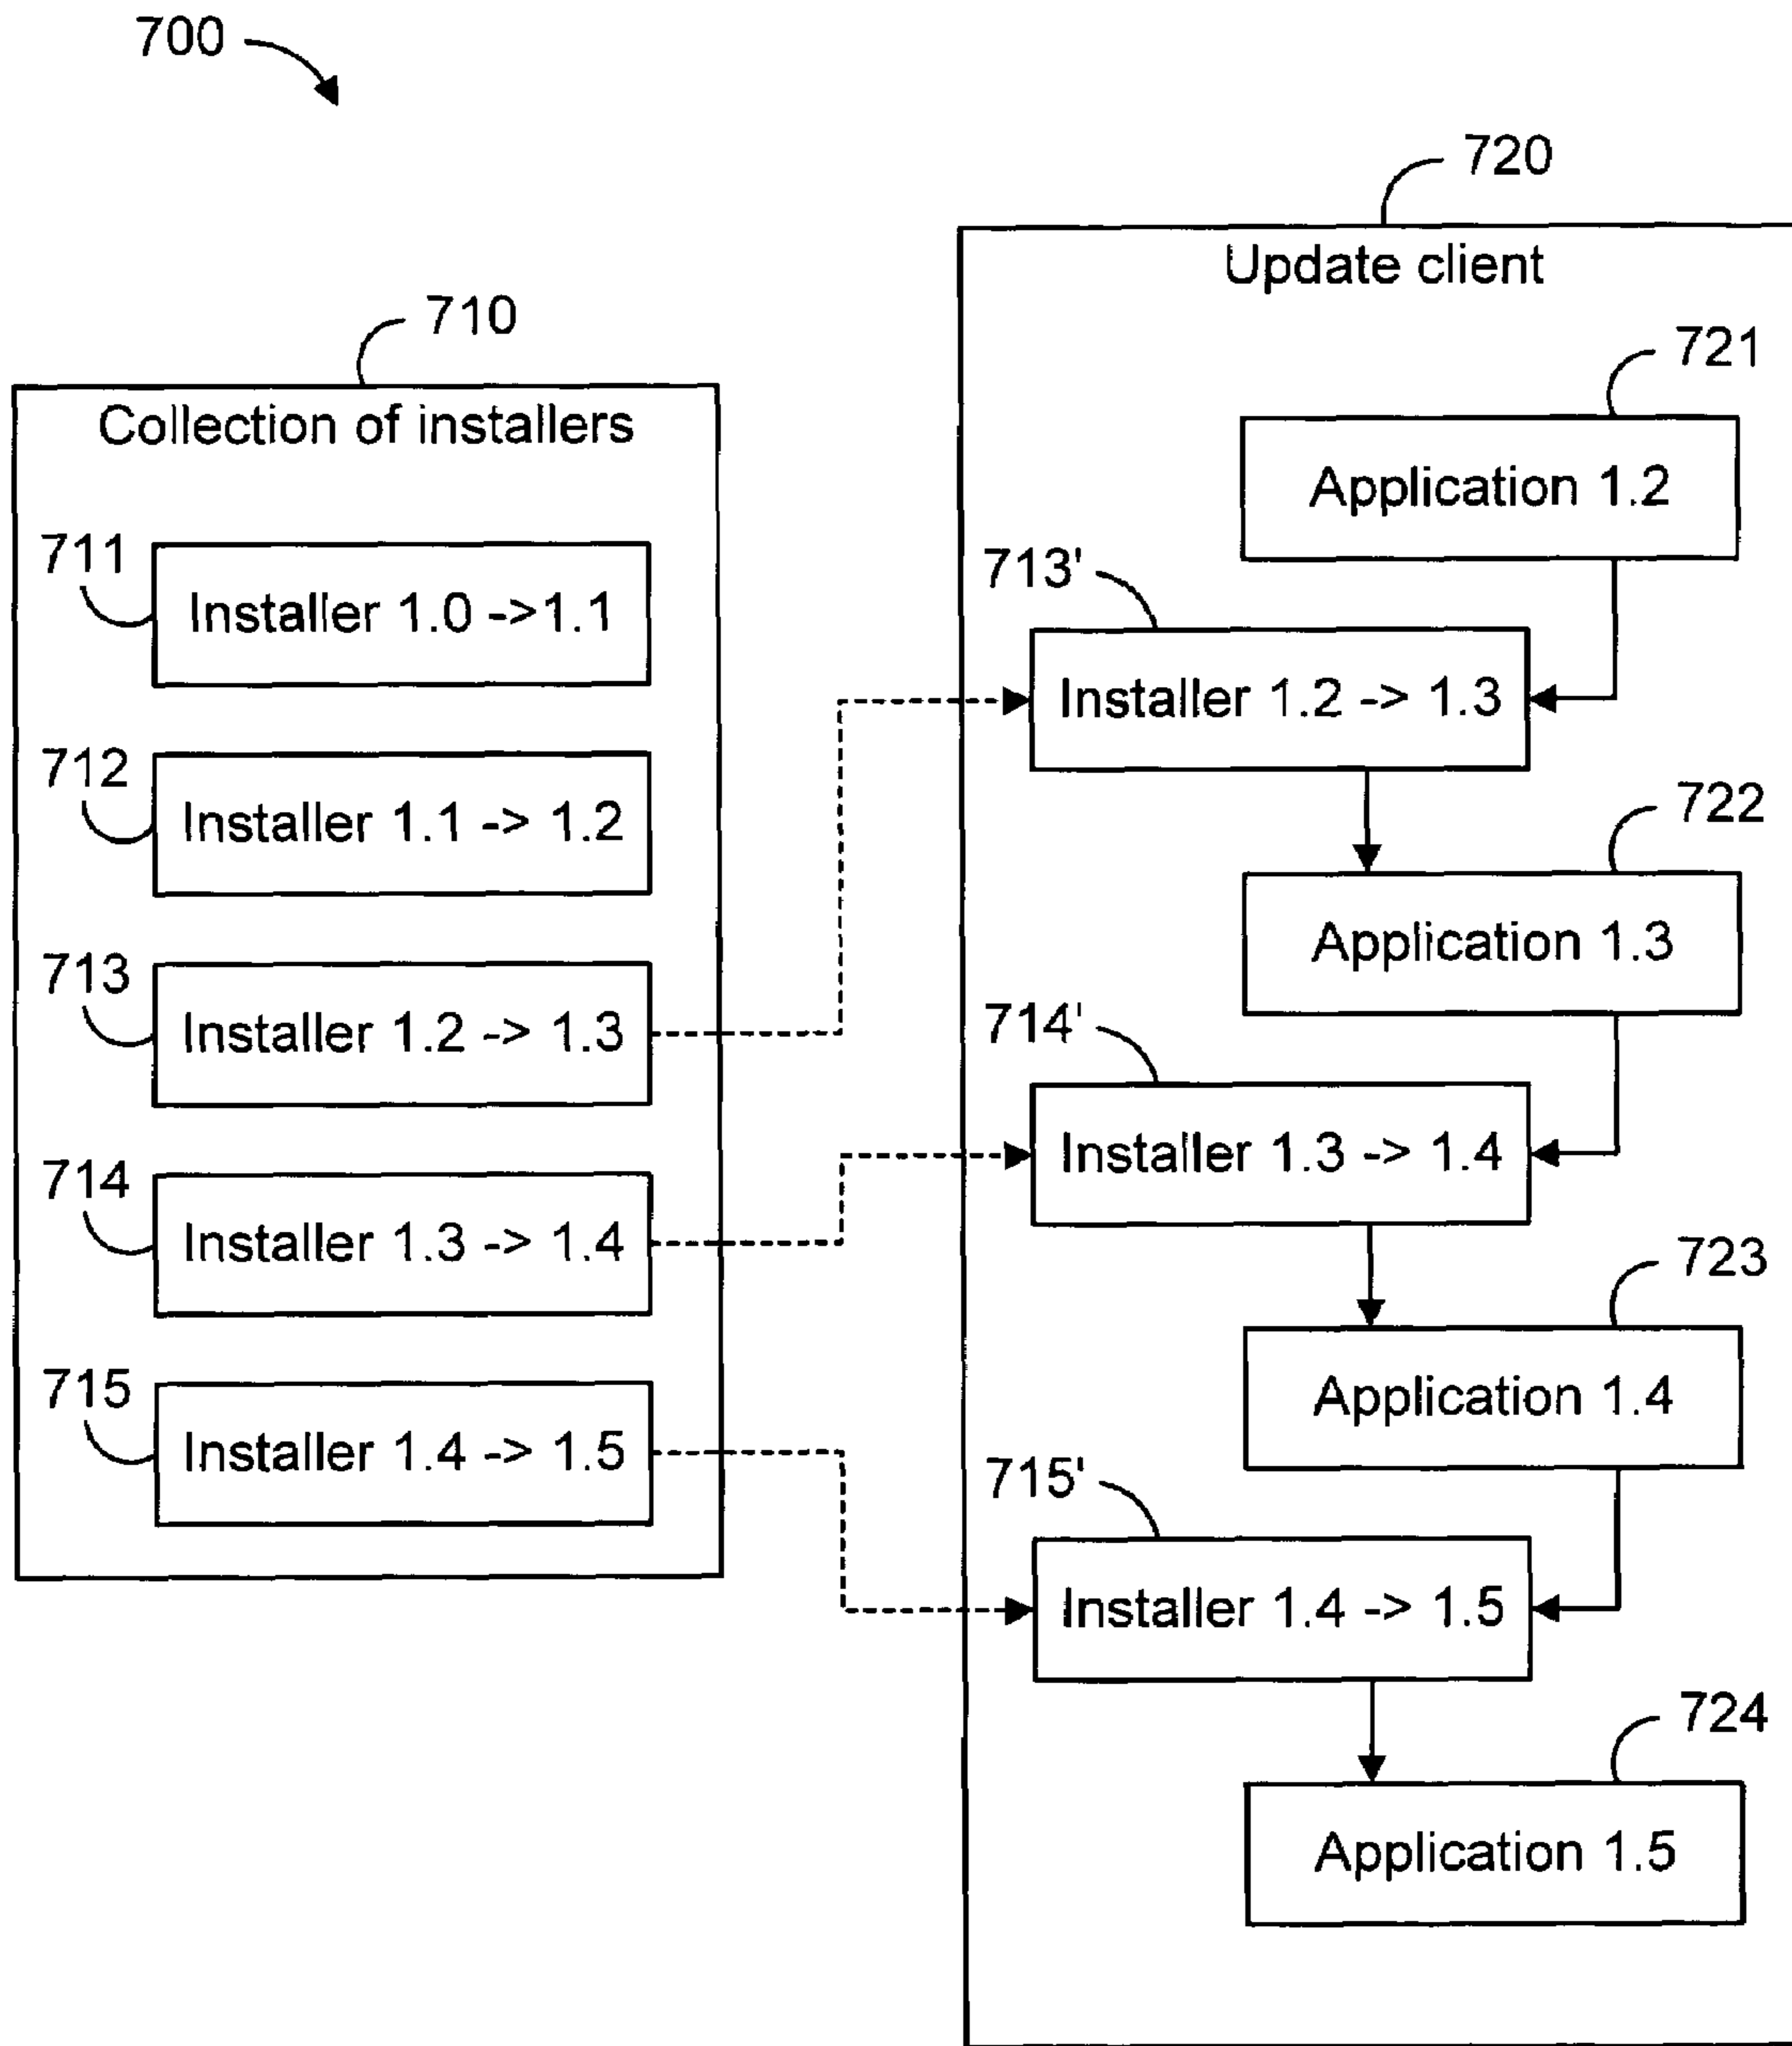 700
720
Update client
710
Collection of installers
721
Application 1.2
711
Installer 1.0 ->1.1
713'
Installer 1.2 -> 1.3
712
Installer 1.1 -> 1.2
722
Application 1.3
713
Installer 1.2 -> 1.3
714'
Installer 1.3 -> 1.4
714
Installer 1.3 -> 1.4
723
Application 1.4
715
Installer 1.4 -> 1.5
715'
Installer 1.4 -> 1.5
724
Application 1.5